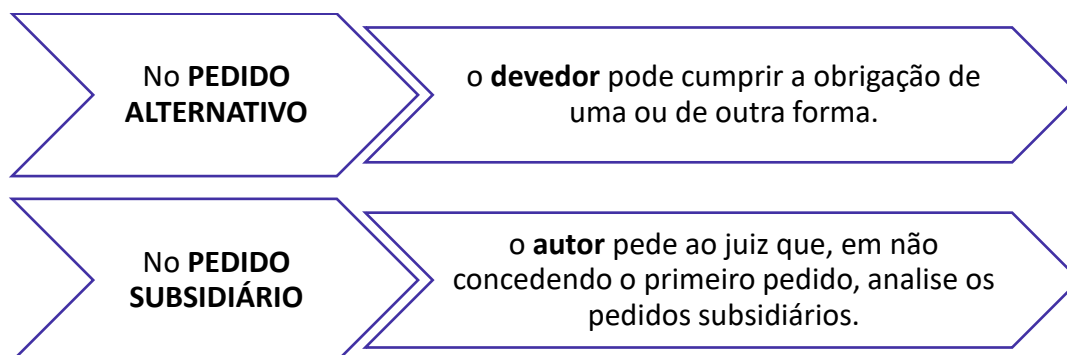 No PEDIDO
ALTERNATIVO
o devedor pode cumprir a obrigação de
uma ou de outra forma.
No PEDIDO
SUBSIDIÁRIO
o autor pede ao juiz que, em não
concedendo o primeiro pedido, analise os
pedidos subsidiários.